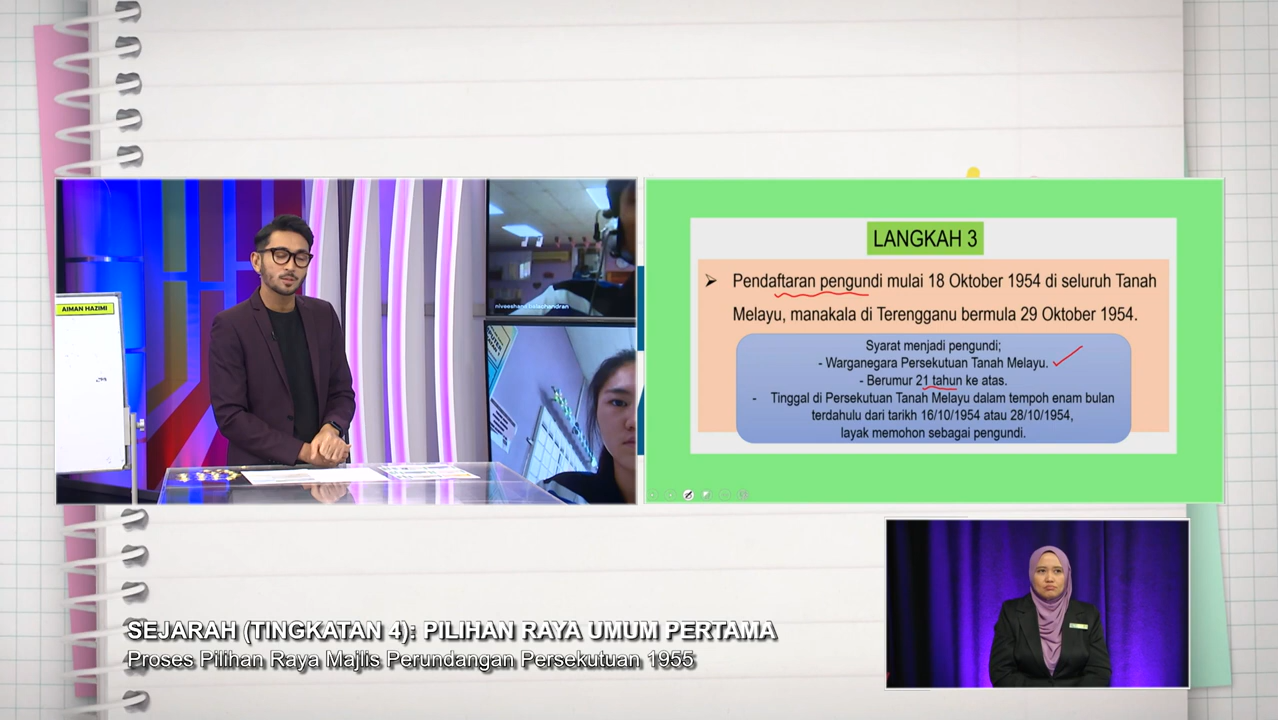 AIMAN HAZIMI
niveeshann balachandran
LANGKAH 3
➢ Pendaftaran pengundi mulai 18 Oktober 1954 di seluruh Tanah
Melayu, manakala di Terengganu bermula 29 Oktober 1954.
Syarat menjadi pengundi;
- Warganegara Persekutuan Tanah Melayu.
- Berumur 21 tahun ke atas.
- Tinggal di Persekutuan Tanah Melayu dalam tempoh enam bulan
terdahulu dari tarikh 16/10/1954 atau 28/10/1954,
layak memohon sebagai pengundi.
SEJARAH (TINGKATAN 4): PILIHAN RAYA UMUM PERTAMA
Proses Pilihan Raya Majlis Perundangan Persekutuan 1955